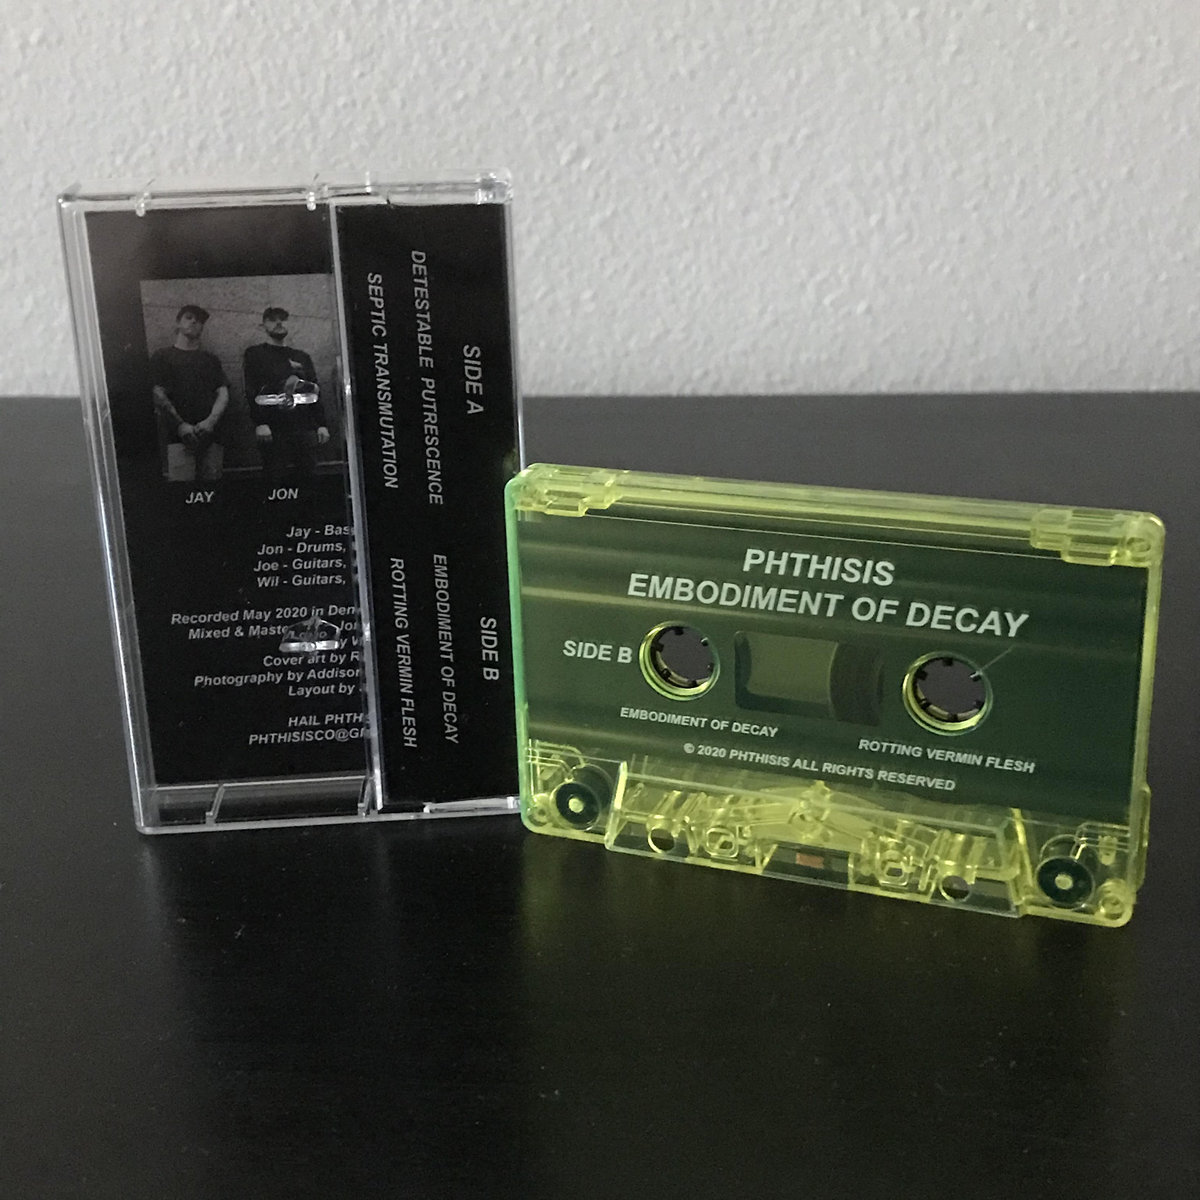 JAY
JON
Jay - Bas
Jon - Drums,
Joe - Guitars,
Wil - Guitars,
Recorded May 2020 in Den
Mixed & Maste
Cover art by R
Photography by Addison
Layout by
HAIL PHTH
PHTHISISCO@G
SIDE A
DETESTABLE PUTRESCENCE
SEPTIC TRANSMUTATION
SIDE B
EMBODIMENT OF DECAY
ROTTING VERMIN FLESH
PHTHISIS
EMBODIMENT OF DECAY
SIDE B
EMBODIMENT OF DECAY
ROTTING VERMIN FLESH
© 2020 PHTHISIS ALL RIGHTS RESERVED